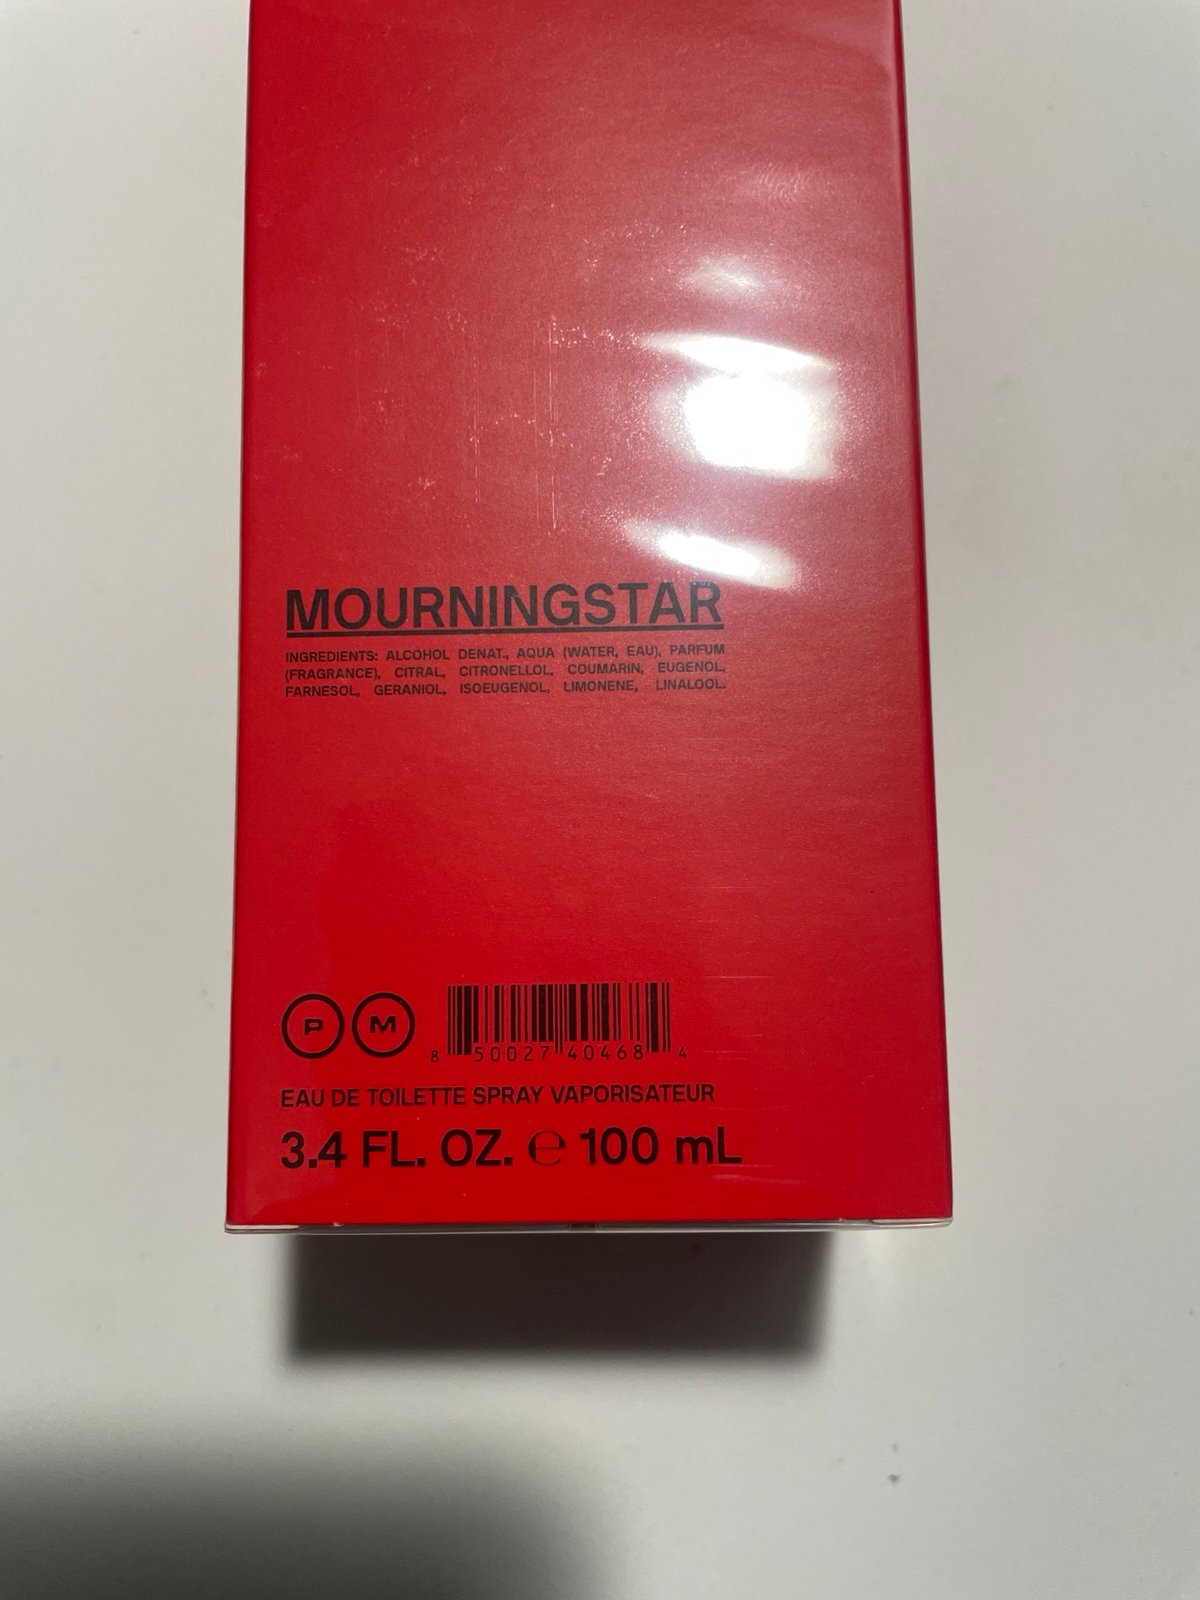 MOURNINGSTAR
INGREDIENTS: ALCOHOL DENAT., AQUA (WATER, EAU), PARFUM
(FRAGRANCE), CITRAL, CITRONELLOL, COUMARIN, EUGENOL,
FARNESOL, GERANIOL, ISOEUGENOL, LIMONENE, LINALOOL.
P M
8 50027 40468 4
EAU DE TOILETTE SPRAY VAPORISATEUR
3.4 FL. OZ. ℮ 100 mL